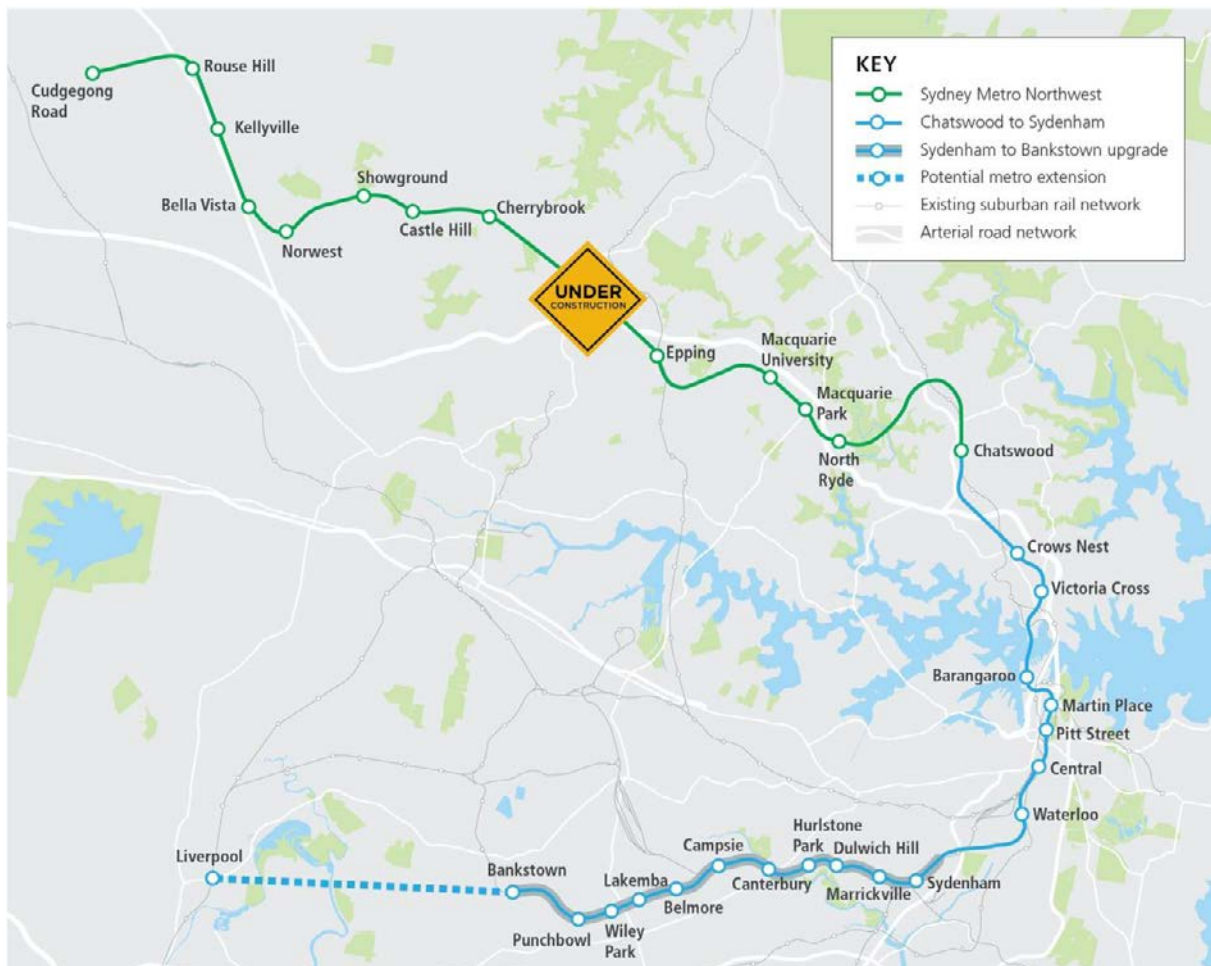 KEY
Sydney Metro Northwest
Chatswood to Sydenham
Sydenham to Bankstown upgrade
Potential metro extension
Existing suburban rail network
Arterial road network
Cudgegong
Road
Rouse Hill
Kellyville
Bella Vista
Norwest
Showground
Castle Hill
Cherrybrook
UNDER
CONSTRUCTION
Epping
Macquarie
University
Macquarie
Park
North
Ryde
Chatswood
Crows Nest
Victoria Cross
Barangaroo
Martin Place
Pitt Street
Central
Waterloo
Sydenham
Marrickville
Dulwich Hill
Hurlstone
Park
Canterbury
Campsie
Belmore
Lakemba
Wiley
Park
Punchbowl
Bankstown
Liverpool